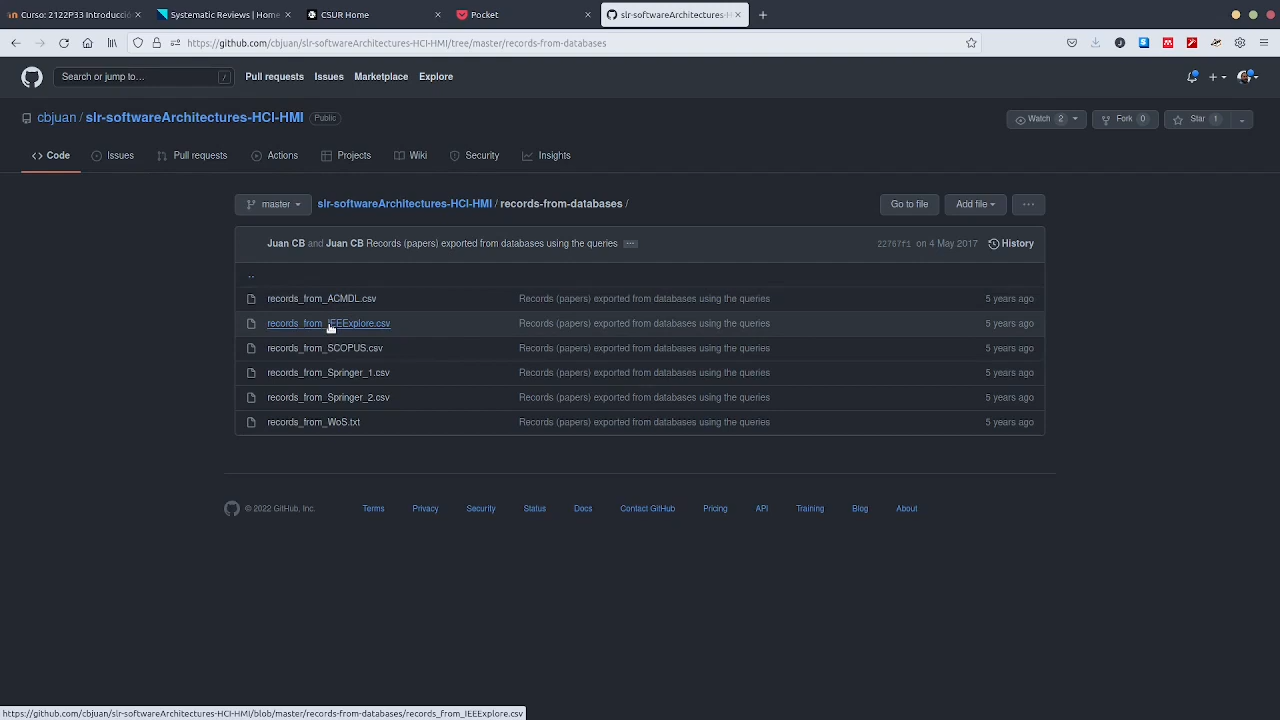 Curso: 2122P33 Introducció
Systematic Reviews | Home
CSUR Home
Pocket
slr-softwareArchitectures-H
https://github.com/cbjuan/slr-softwareArchitectures-HCI-HMI/tree/master/records-from-databases
Search or jump to… /
Pull requests Issues Marketplace Explore
cbjuan / slr-softwareArchitectures-HCI-HMI Public
Watch 2 Fork 0 Star 1
Code Issues Pull requests Actions Projects Wiki Security Insights
master slr-softwareArchitectures-HCI-HMI / records-from-databases / Go to file Add file
Juan CB and Juan CB Records (papers) exported from databases using the queries 22767f1 on 4 May 2017 History
..
records_from_ACMDL.csv Records (papers) exported from databases using the queries 5 years ago
records_from_IEEExplore.csv Records (papers) exported from databases using the queries 5 years ago
records_from_SCOPUS.csv Records (papers) exported from databases using the queries 5 years ago
records_from_Springer_1.csv Records (papers) exported from databases using the queries 5 years ago
records_from_Springer_2.csv Records (papers) exported from databases using the queries 5 years ago
records_from_WoS.txt Records (papers) exported from databases using the queries 5 years ago
© 2022 GitHub, Inc. Terms Privacy Security Status Docs Contact GitHub Pricing API Training Blog About
https://github.com/cbjuan/slr-softwareArchitectures-HCI-HMI/blob/master/records-from-databases/records_from_IEEExplore.csv